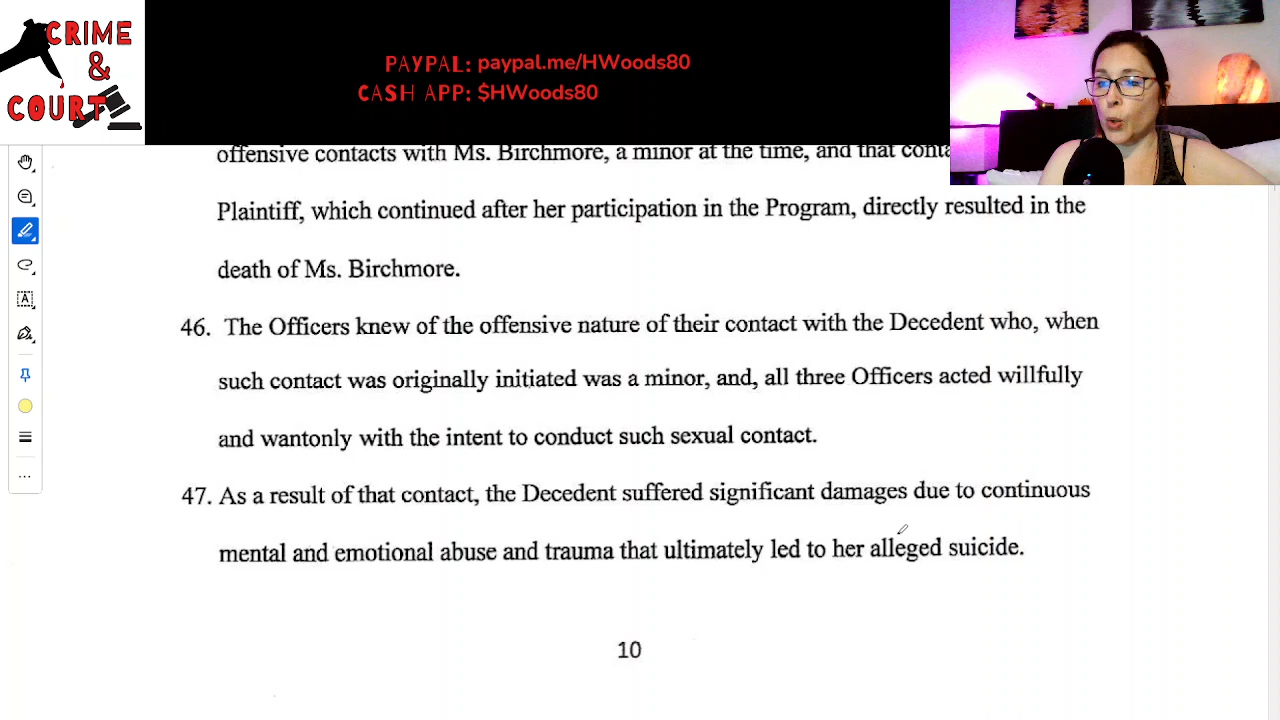 CRIME
&
COURT
PAYPAL: paypal.me/HWoods80
CASH APP: $HWoods80
offensive contacts with Ms. Birchmore, a minor at the time, and that
Plaintiff, which continued after her participation in the Program, directly resulted in the
death of Ms. Birchmore.
46. The Officers knew of the offensive nature of their contact with the Decedent who, when
such contact was originally initiated was a minor, and, all three Officers acted willfully
and wantonly with the intent to conduct such sexual contact.
47. As a result of that contact, the Decedent suffered significant damages due to continuous
mental and emotional abuse and trauma that ultimately led to her alleged suicide.
10